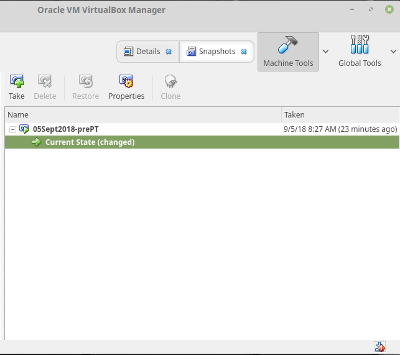 Oracle VM VirtualBox Manager
Details Snapshots Machine Tools Global Tools
Take Delete Restore Properties Clone
Name Taken
05Sept2018-prePT 9/5/18 8:27 AM (23 minutes ago)
Current State (changed)